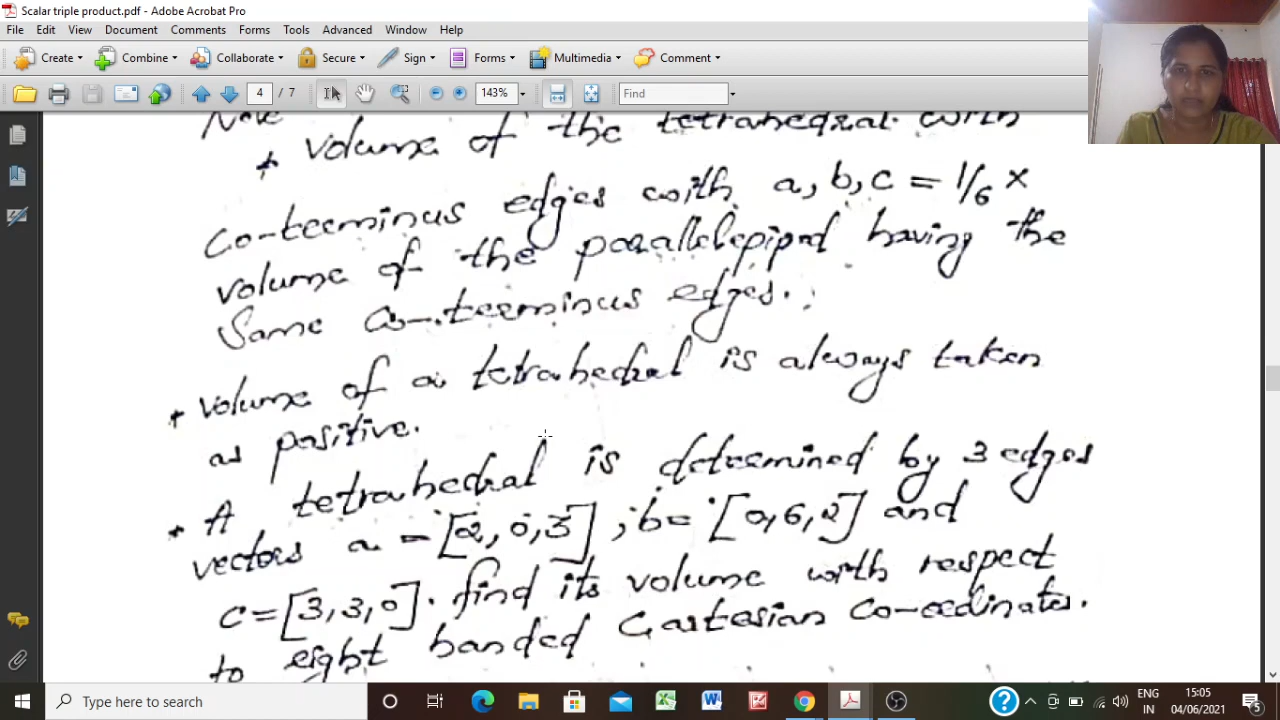 Scalar triple product.pdf - Adobe Acrobat Pro
File Edit View Document Comments Forms Tools Advanced Window Help
Create Combine Collaborate Secure Sign Forms Multimedia Comment
4 / 7 143% Find
Note
+ volume of the tetrahedral with
co-terminus edges with a, b, c = 1/6 ×
volume of the parallelepiped having the
Same co-terminus edges.
+ volume of a tetrahedral is always taken
as positive.
+ A tetrahedral is determined by 3 edges
vectors a = [2, 0, 3], b = [0, 6, 2] and
c = [3, 3, 0]. find its volume with respect
to right handed Cartesian co-ordinates.
Type here to search
ENG
IN
15:05
04/06/2021
5